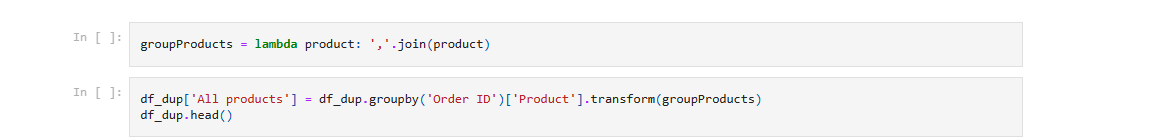 In [ ]:
groupProducts = lambda product: ','.join(product)
In [ ]:
df_dup['All products'] = df_dup.groupby('Order ID')['Product'].transform(groupProducts)
df_dup.head()